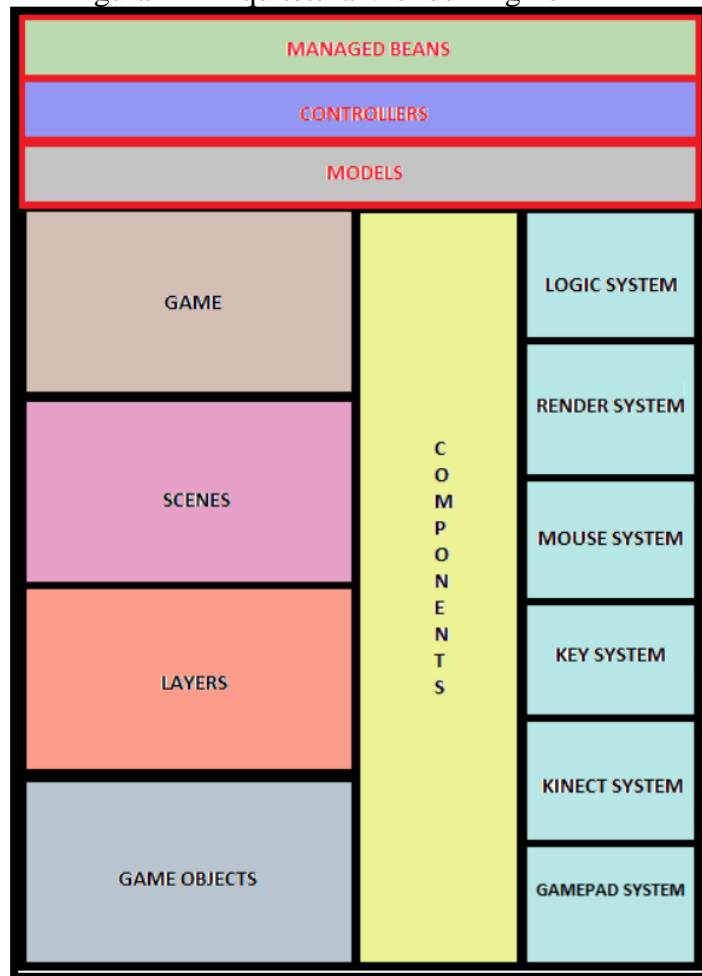 MANAGED BEANS
CONTROLLERS
MODELS
GAME
SCENES
LAYERS
GAME OBJECTS
C
O
M
P
O
N
E
N
T
S
LOGIC SYSTEM
RENDER SYSTEM
MOUSE SYSTEM
KEY SYSTEM
KINECT SYSTEM
GAMEPAD SYSTEM